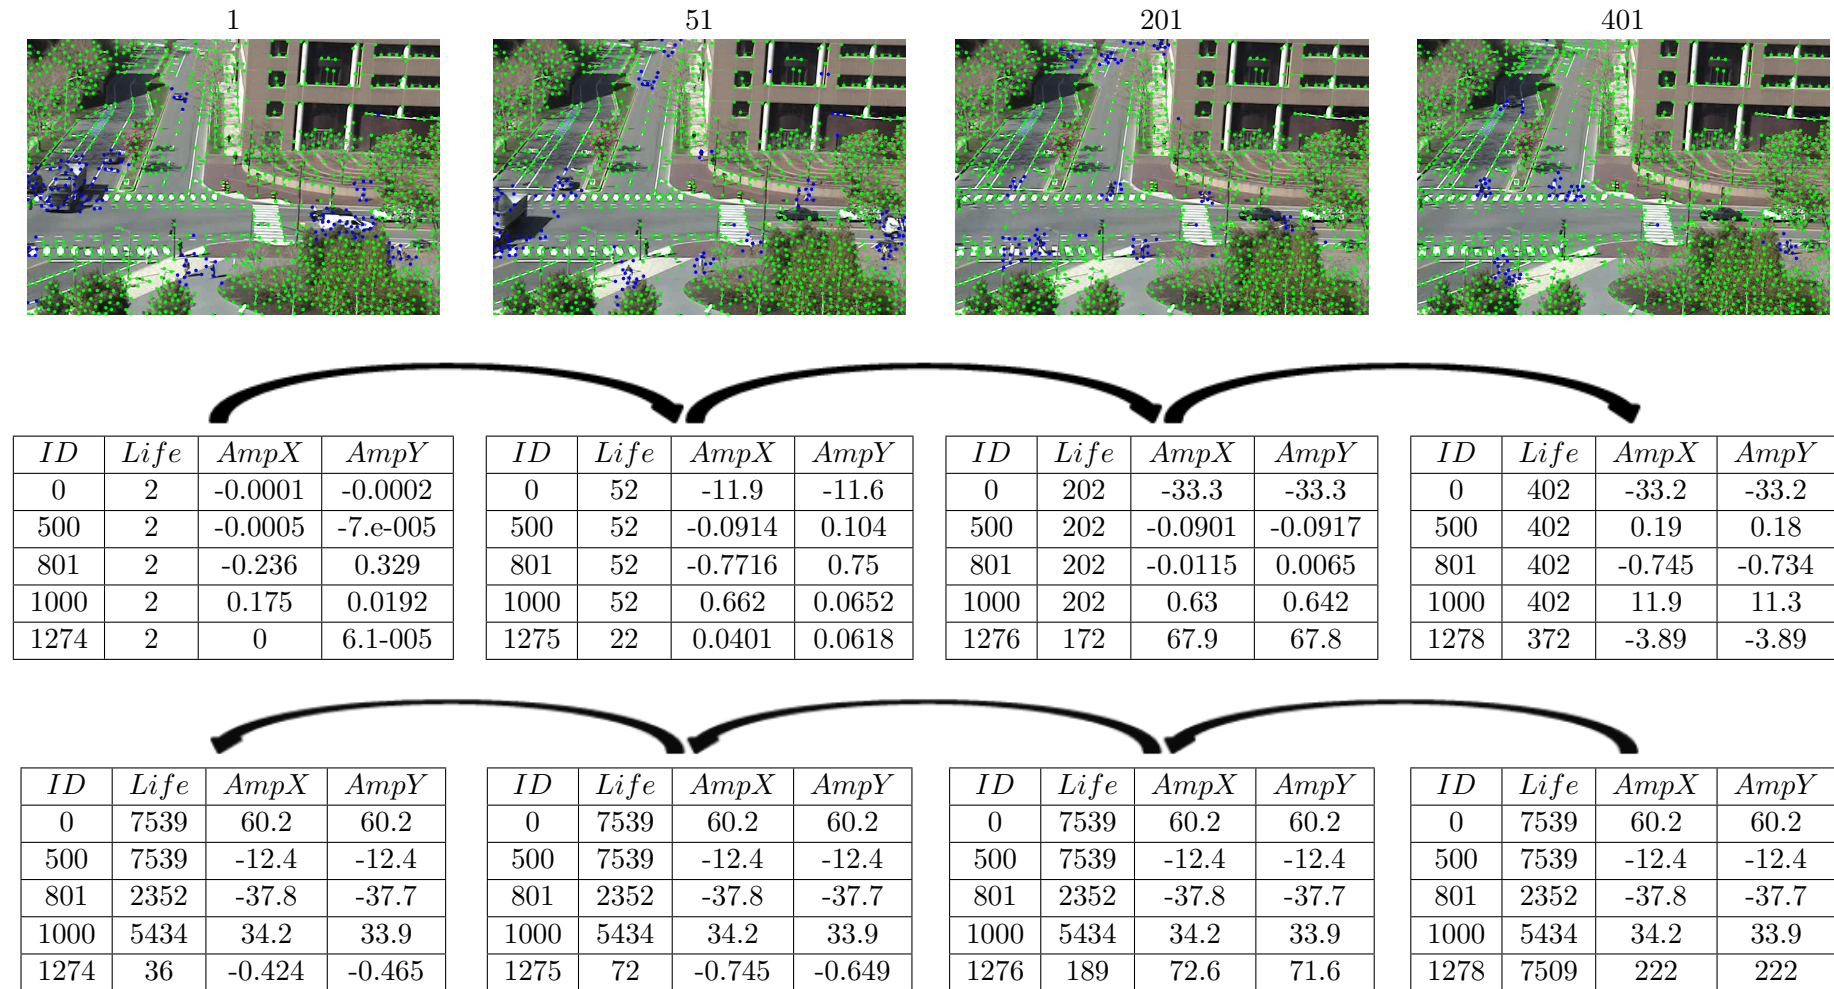 1 51 201 401
ID Life AmpX AmpY ID Life AmpX AmpY ID Life AmpX AmpY ID Life AmpX AmpY
0 2 -0.0001 -0.0002 0 52 -11.9 -11.6 0 202 -33.3 -33.3 0 402 -33.2 -33.2
500 2 -0.0005 -7.e-005 500 52 -0.0914 0.104 500 202 -0.0901 -0.0917 500 402 0.19 0.18
801 2 -0.236 0.329 801 52 -0.7716 0.75 801 202 -0.0115 0.0065 801 402 -0.745 -0.734
1000 2 0.175 0.0192 1000 52 0.662 0.0652 1000 202 0.63 0.642 1000 402 11.9 11.3
1274 2 0 6.1-005 1275 22 0.0401 0.0618 1276 172 67.9 67.8 1278 372 -3.89 -3.89
ID Life AmpX AmpY ID Life AmpX AmpY ID Life AmpX AmpY ID Life AmpX AmpY
0 7539 60.2 60.2 0 7539 60.2 60.2 0 7539 60.2 60.2 0 7539 60.2 60.2
500 7539 -12.4 -12.4 500 7539 -12.4 -12.4 500 7539 -12.4 -12.4 500 7539 -12.4 -12.4
801 2352 -37.8 -37.7 801 2352 -37.8 -37.7 801 2352 -37.8 -37.7 801 2352 -37.8 -37.7
1000 5434 34.2 33.9 1000 5434 34.2 33.9 1000 5434 34.2 33.9 1000 5434 34.2 33.9
1274 36 -0.424 -0.465 1275 72 -0.745 -0.649 1276 189 72.6 71.6 1278 7509 222 222